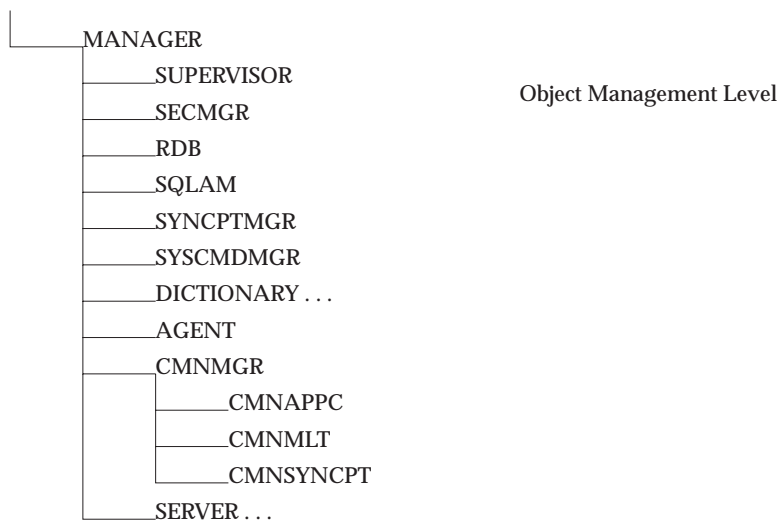 MANAGER
SUPERVISOR
Object Management Level
SECMGR
RDB
SQLAM
SYNCPTMGR
SYSCMDMGR
DICTIONARY . . .
AGENT
CMNMGR
CMNAPPC
CMNMLT
CMNSYNCPT
SERVER . . .